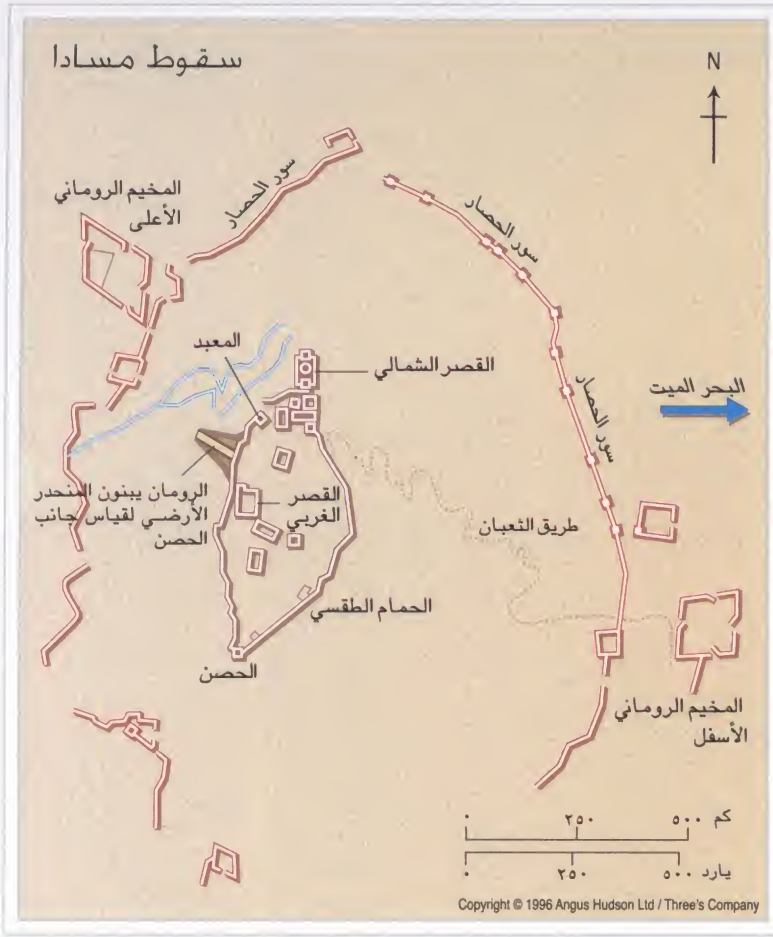 سقوط مسادا
N
سور الحصار
المخيم الروماني
الأعلى
سور الحصار
المعبد
القصر الشمالي
البحر الميت
سور الحصار
الرومان يبنون المنحدر
الأرضي لقياس جانب
الحصن
القصر
الغربي
طريق الثعبان
الحمام الطقسي
الحصن
المخيم الروماني
الأسفل
٠ ٢٥٠ ٥٠٠ كم
٠ ٢٥٠ ٥٠٠ يارد
Copyright © 1996 Angus Hudson Ltd / Three's Company